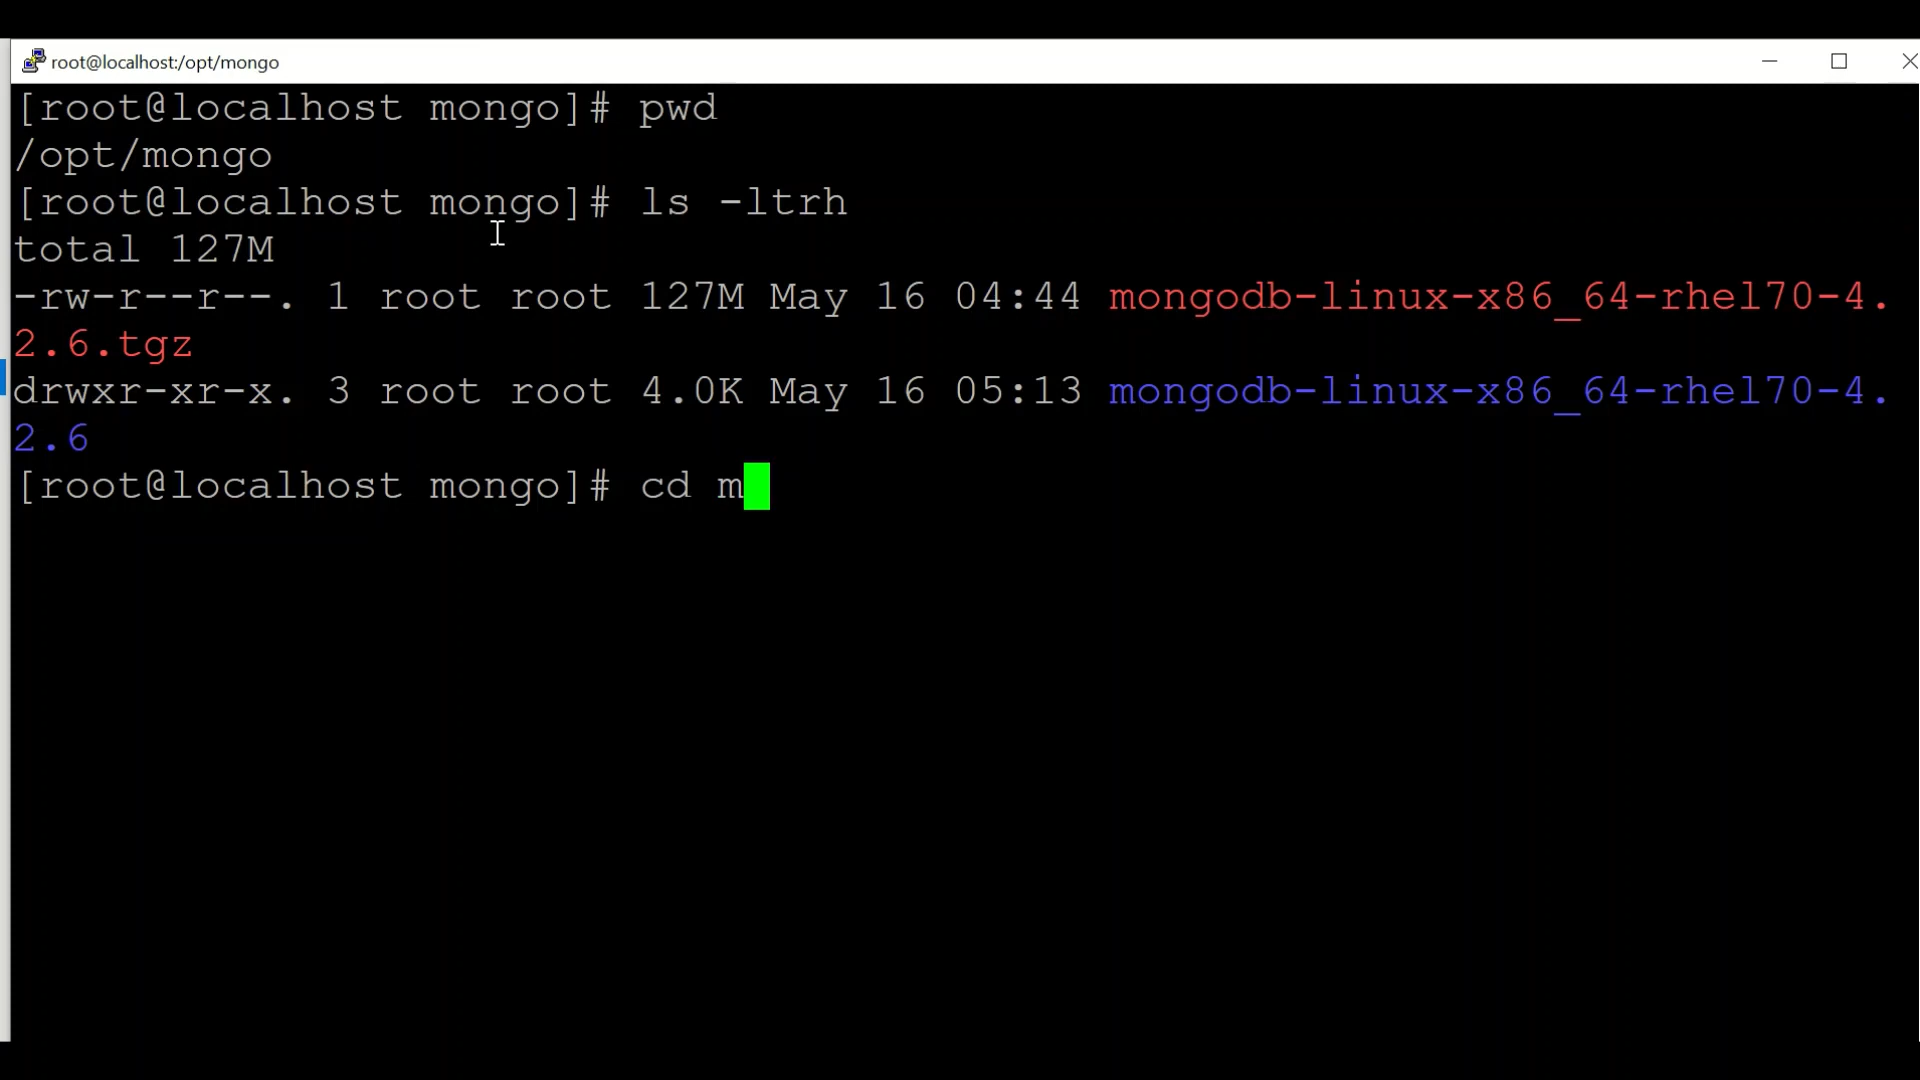 root@localhost:/opt/mongo
[root@localhost mongo]# pwd
/opt/mongo
[root@localhost mongo]# ls -ltrh
total 127M
-rw-r--r--. 1 root root 127M May 16 04:44 mongodb-linux-x86_64-rhel70-4.
2.6.tgz
drwxr-xr-x. 3 root root 4.0K May 16 05:13 mongodb-linux-x86_64-rhel70-4.
2.6
[root@localhost mongo]# cd m